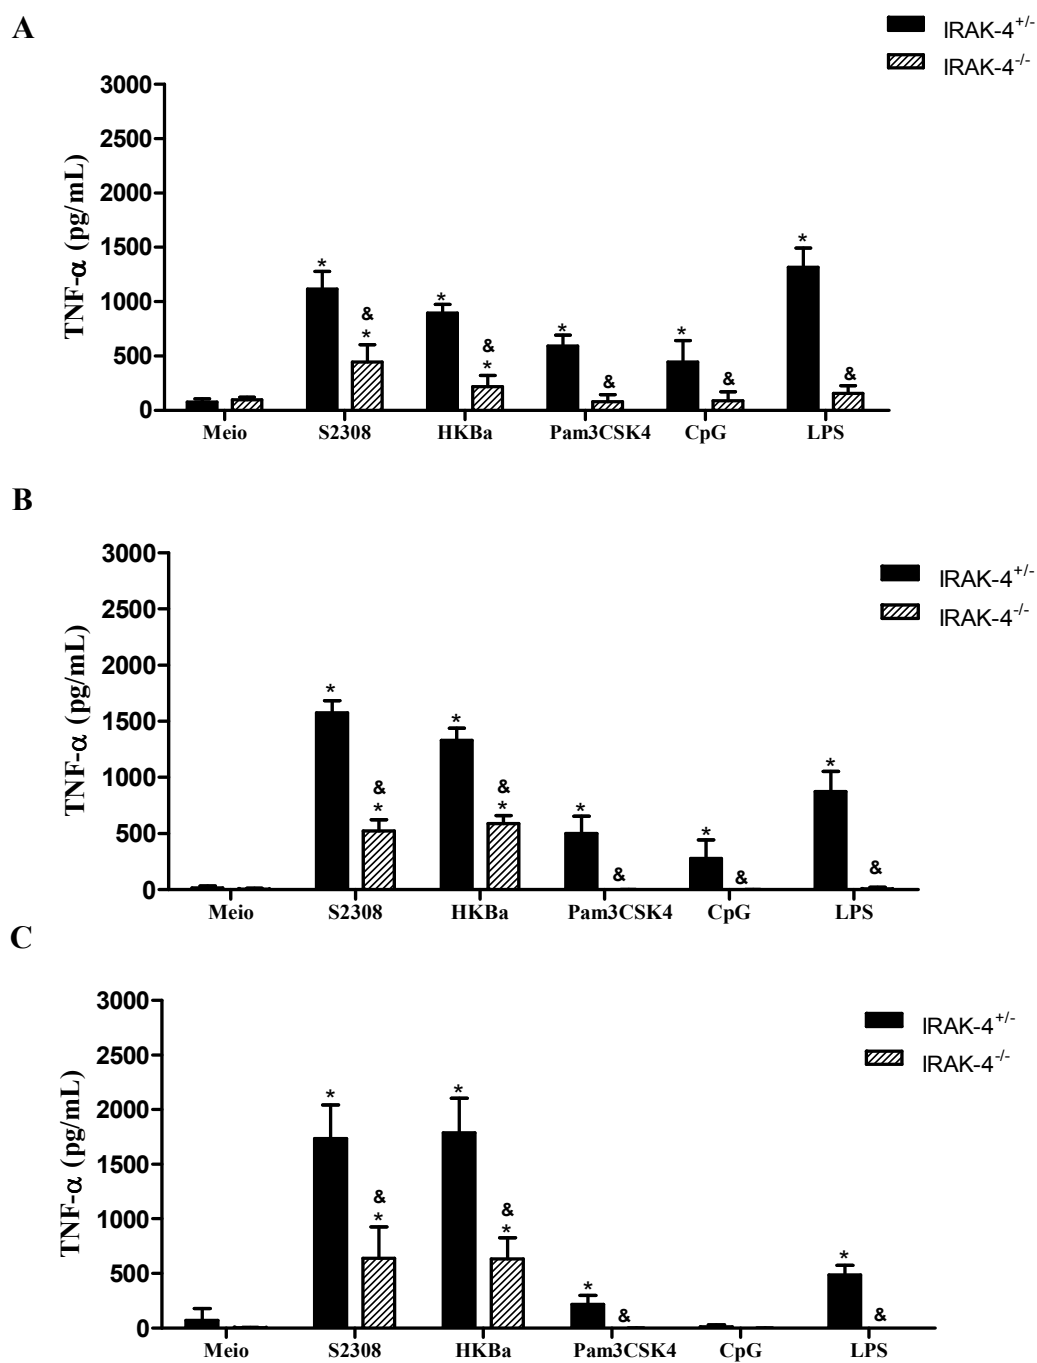 A
IRAK-4+/-
IRAK-4-/-
TNF-α (pg/mL)
3000
2500
2000
1500
1000
500
0
* * * * * *
& & & & &
* *
Meio S2308 HKBa Pam3CSK4 CpG LPS
B
IRAK-4+/-
IRAK-4-/-
TNF-α (pg/mL)
3000
2500
2000
1500
1000
500
0
* * * * *
& & & & &
* *
Meio S2308 HKBa Pam3CSK4 CpG LPS
C
IRAK-4+/-
IRAK-4-/-
TNF-α (pg/mL)
3000
2500
2000
1500
1000
500
0
* * * *
& & & &
* *
Meio S2308 HKBa Pam3CSK4 CpG LPS